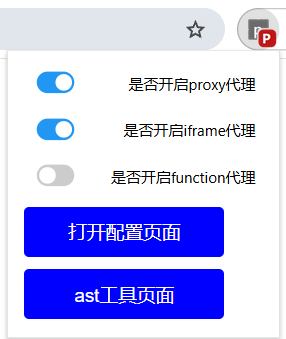 P
是否开启proxy代理
是否开启iframe代理
是否开启function代理
打开配置页面
ast工具页面